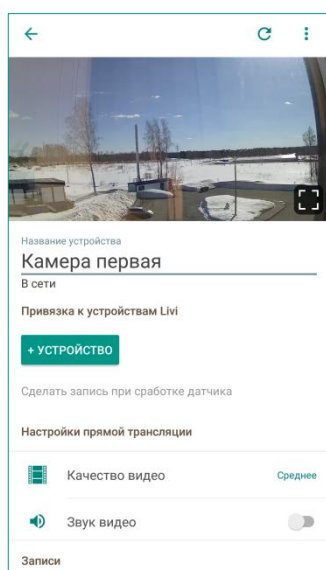 Название устройства
Камера первая
В сети
Привязка к устройствам Livi
+ УСТРОЙСТВО
Сделать запись при сработке датчика
Настройки прямой трансляции
Качество видео Среднее
Звук видео
Записи